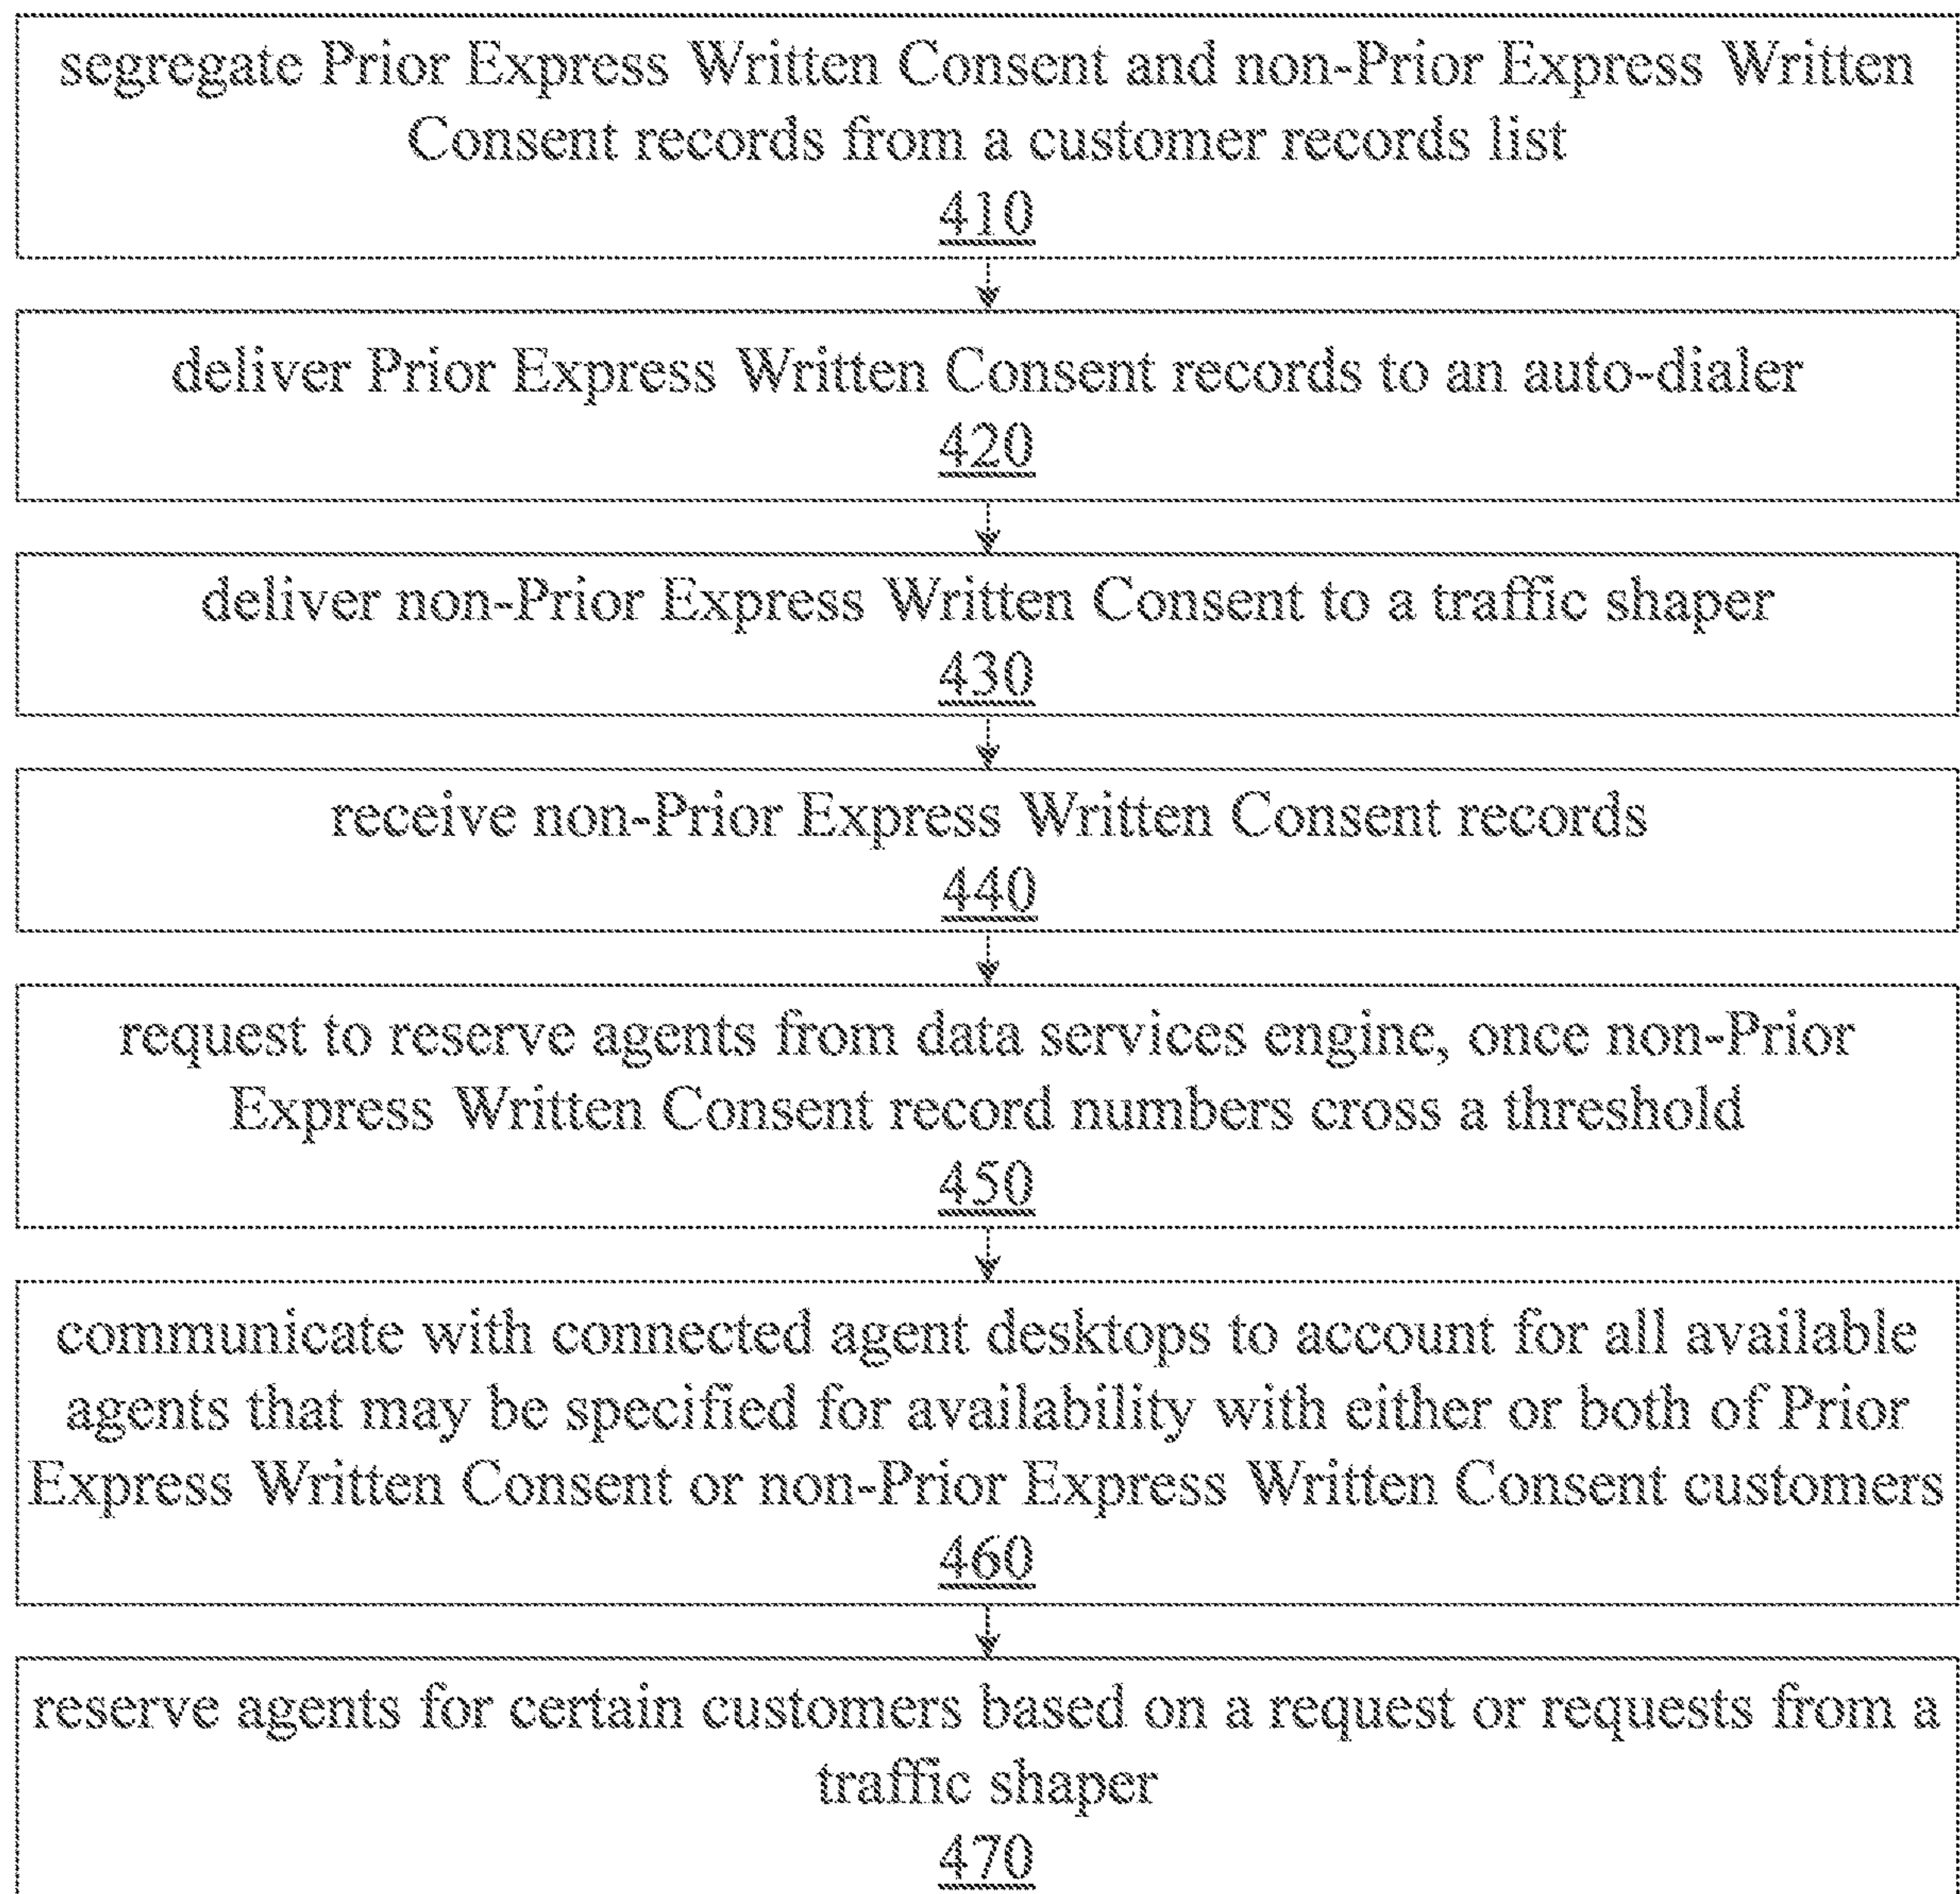 segregate Prior Express Written Consent and non-Prior Express Written
Consent records from a customer records list
410
deliver Prior Express Written Consent records to an auto-dialer
420
deliver non-Prior Express Written Consent to a traffic shaper
430
receive non-Prior Express Written Consent records
440
request to reserve agents from data services engine, once non-Prior
Express Written Consent record numbers cross a threshold
450
communicate with connected agent desktops to account for all available
agents that may be specified for availability with either or both of Prior
Express Written Consent or non-Prior Express Written Consent customers
460
reserve agents for certain customers based on a request or requests from a
traffic shaper
470